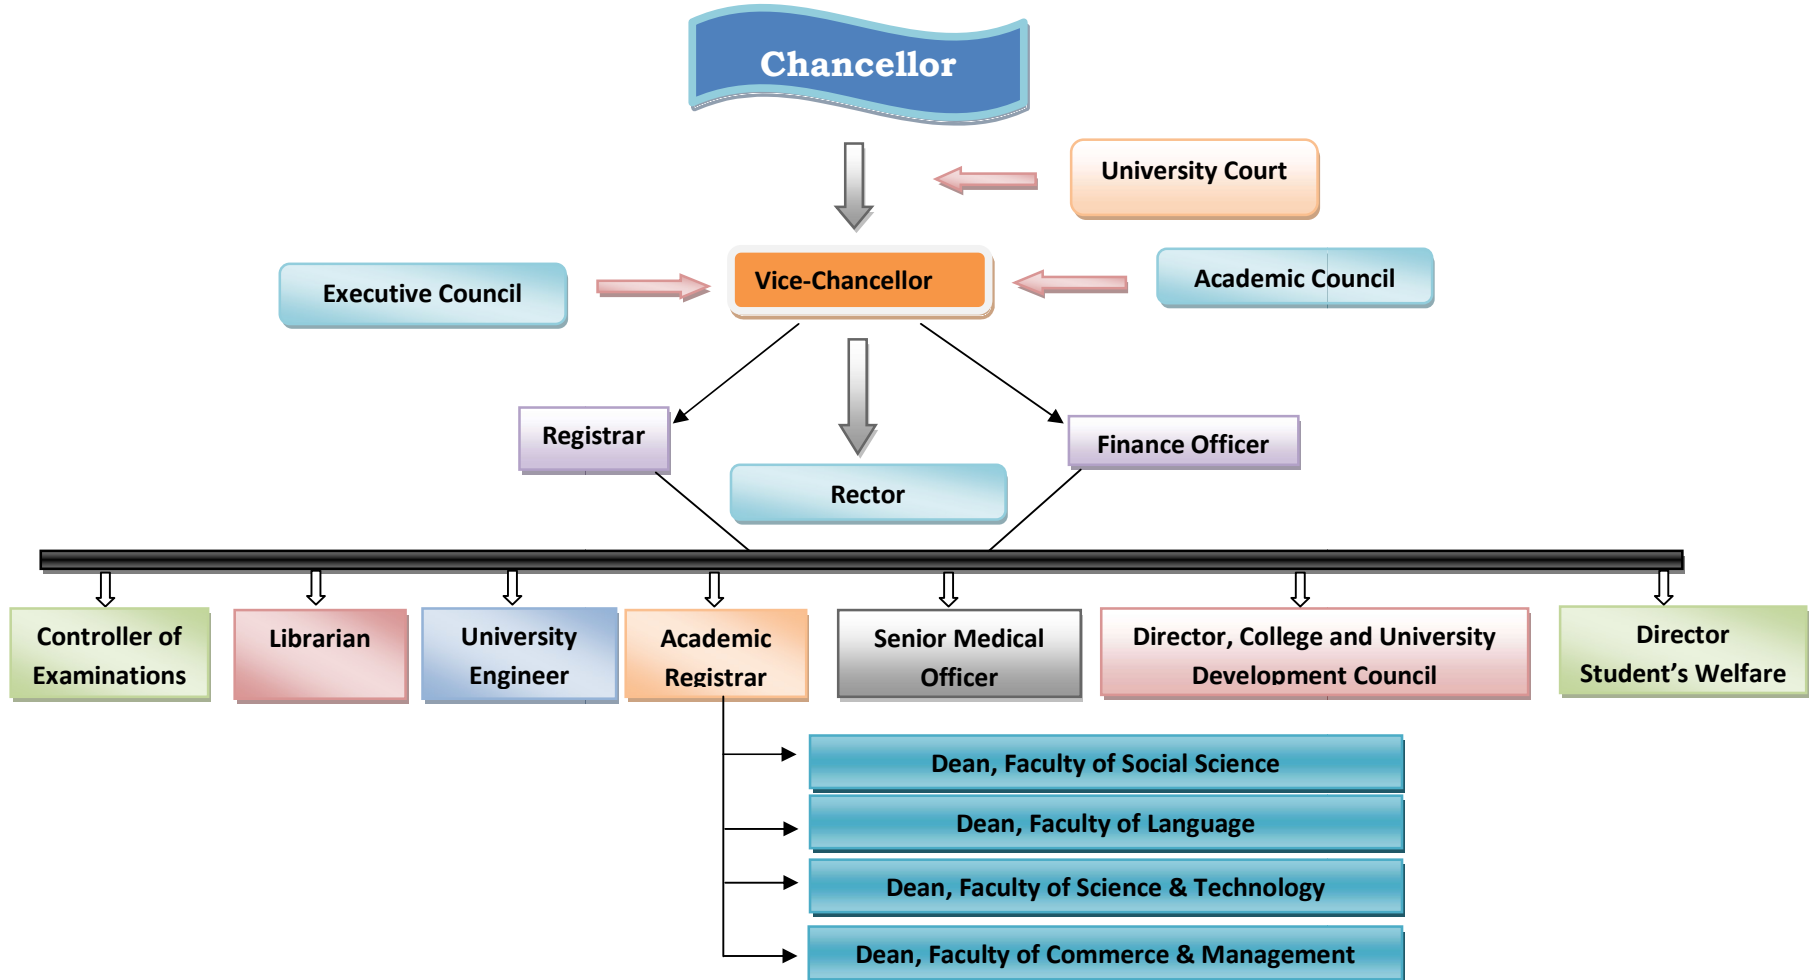 Chancellor
University Court
Executive Council
Vice-Chancellor
Academic Council
Registrar
Finance Officer
Rector
Controller of
Examinations
Librarian
University
Engineer
Academic
Registrar
Senior Medical
Officer
Director, College and University
Development Council
Director
Student’s Welfare
Dean, Faculty of Social Science
Dean, Faculty of Language
Dean, Faculty of Science & Technology
Dean, Faculty of Commerce & Management